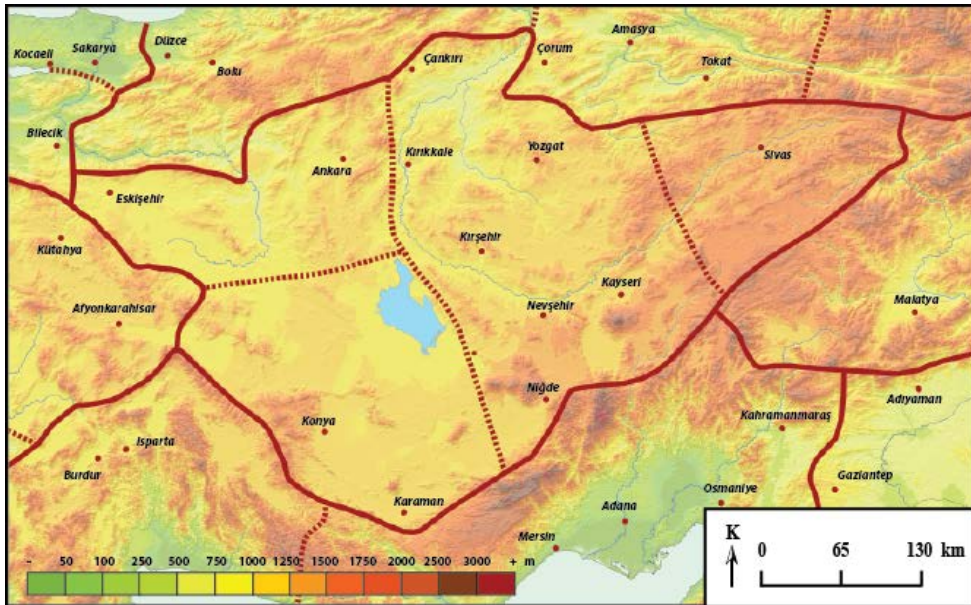 Düzce
Sakarya
Kocaeli
Bolu
Çankırı
Çorum
Amasya
Tokat
Bilecik
Ankara
Kırıkkale
Yozgat
Sivas
Eskişehir
Kütahya
Kırşehir
Kayseri
Nevşehir
Malatya
Afyonkarahisar
Niğde
Adıyaman
Konya
Kahramanmaraş
Isparta
Burdur
Gaziantep
Osmaniye
Karaman
Adana
Mersin
K
0 65 130 km
- 50 100 250 500 750 1000 1250 1500 1750 2000 2500 3000 + m